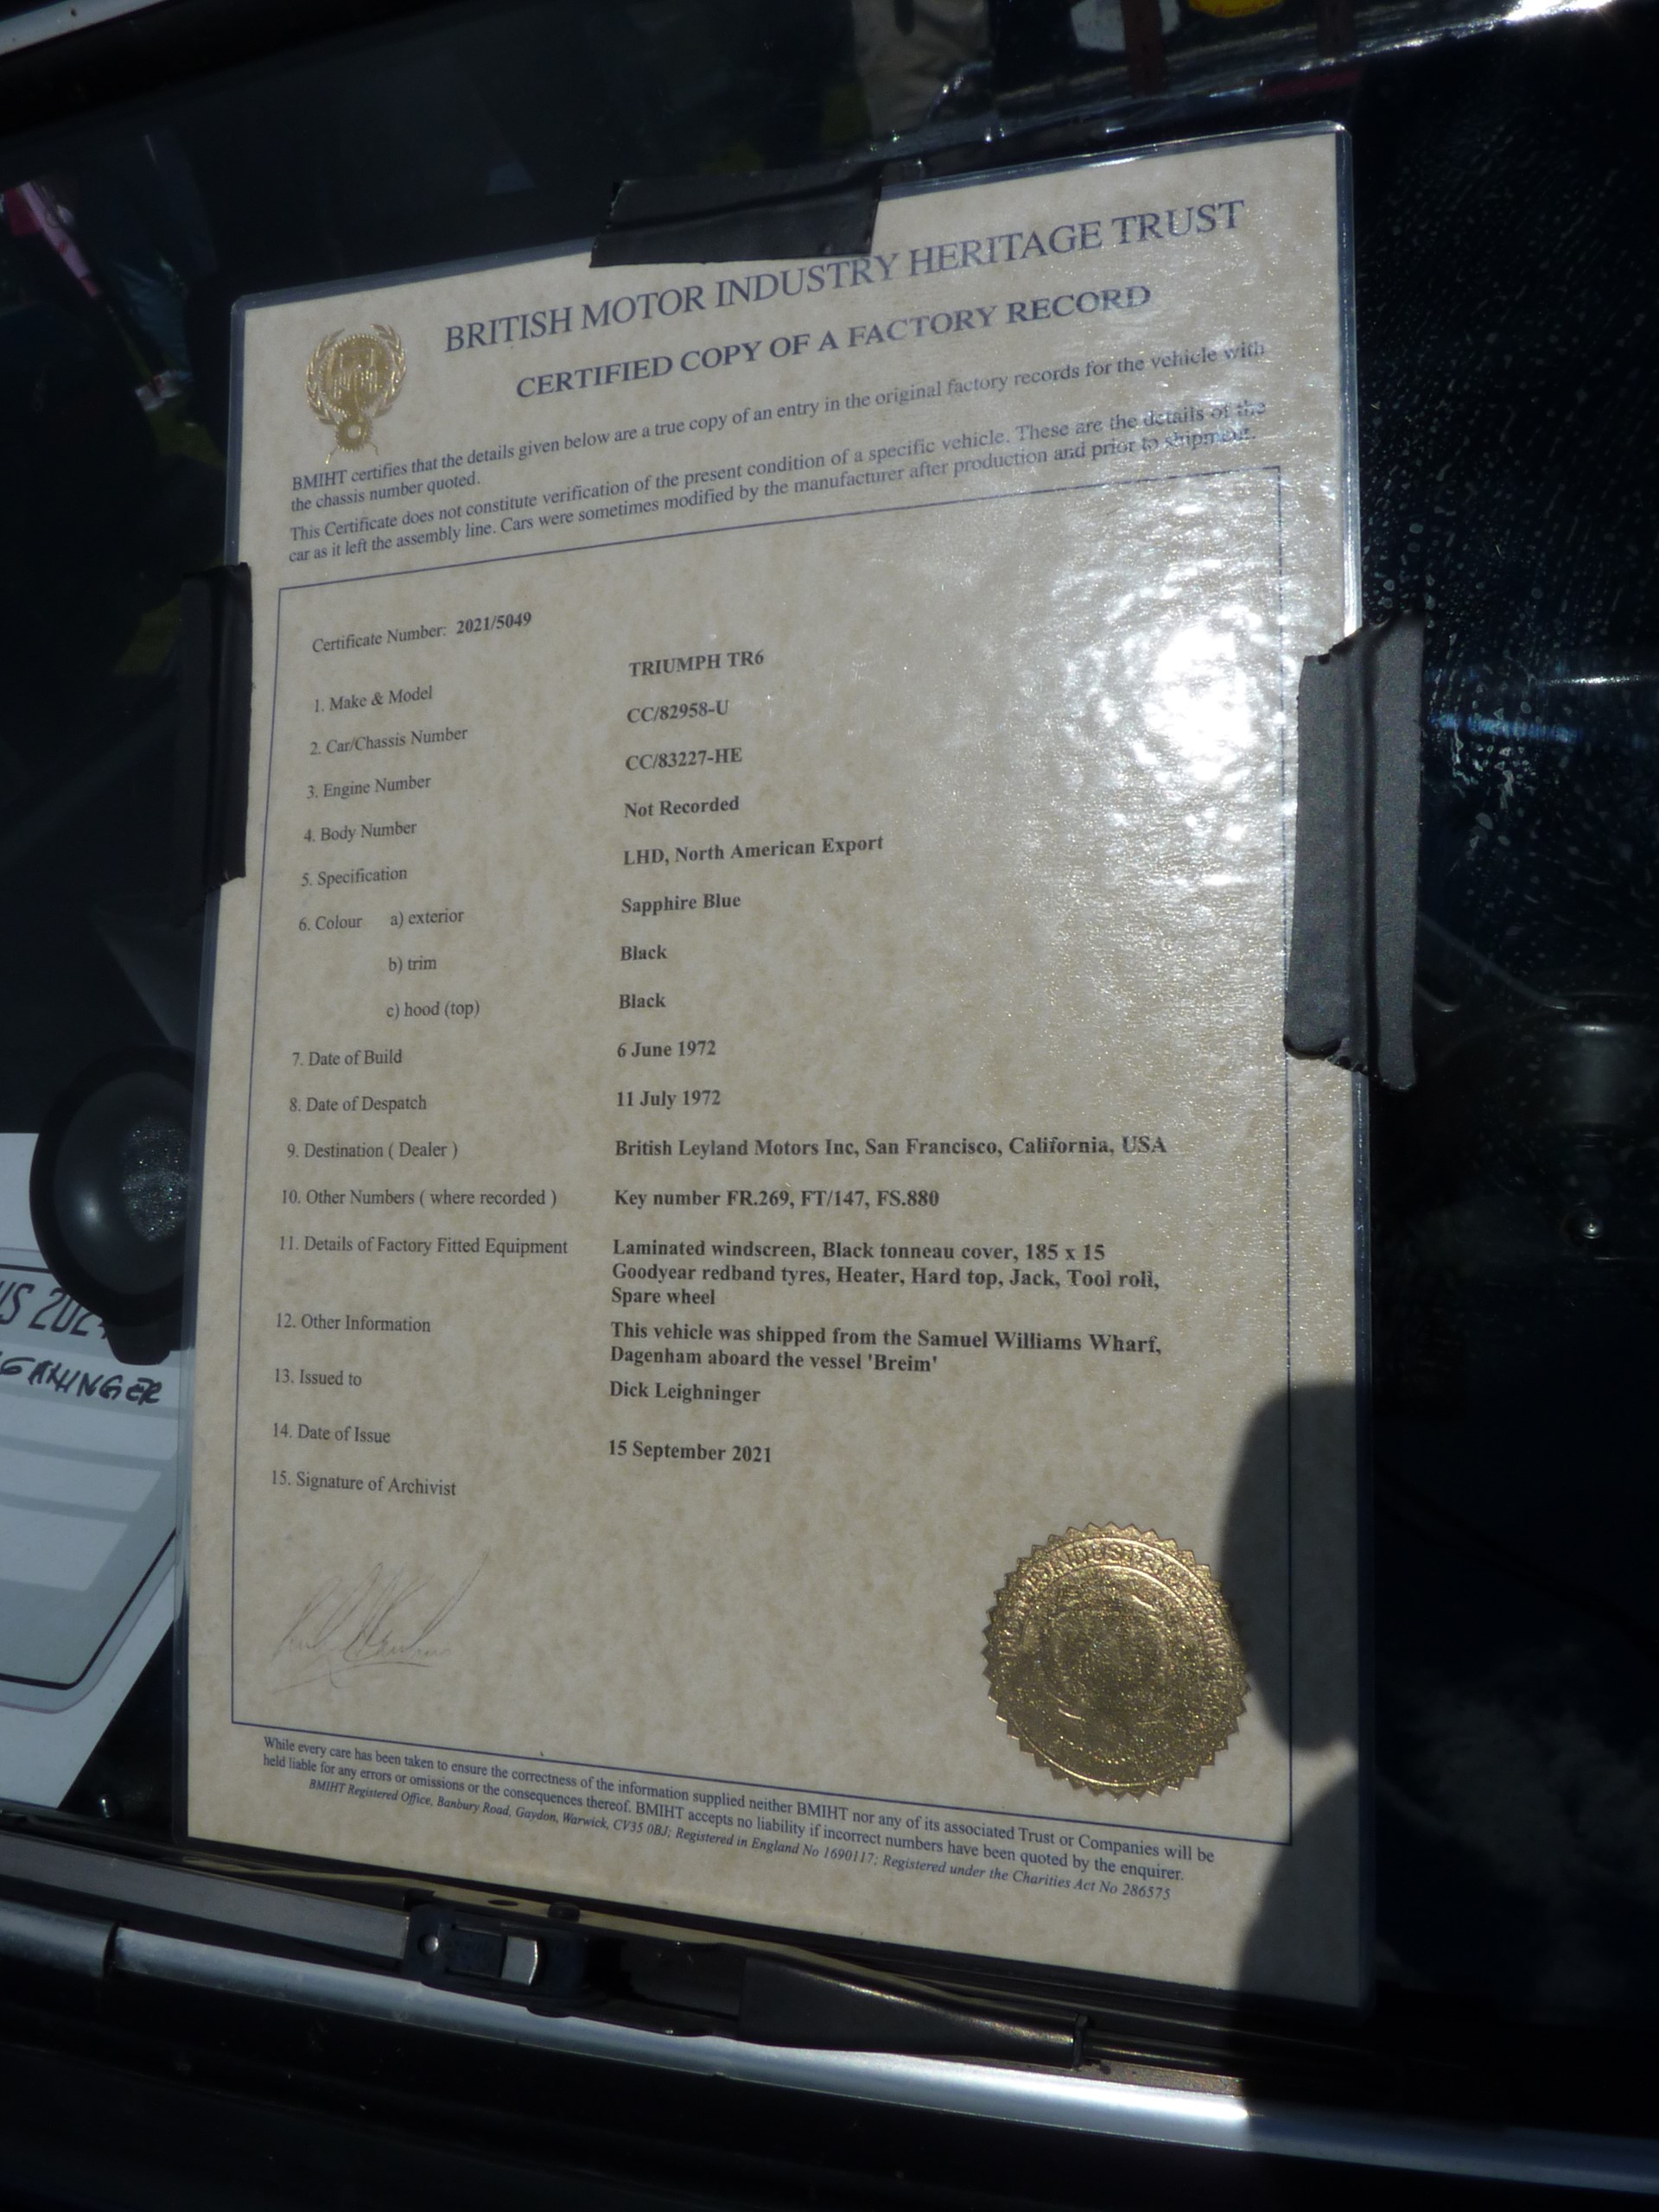 BRITISH MOTOR INDUSTRY HERITAGE TRUST
CERTIFIED COPY OF A FACTORY RECORD
BMIHT certifies that the details given below are a true copy of an entry in the original factory records for the vehicle with
the chassis number quoted.
This Certificate does not constitute verification of the present condition of a specific vehicle. These are the details of the
car as it left the assembly line. Cars were sometimes modified by the manufacturer after production and prior to shipment.
Certificate Number: 2021/5049
1. Make & Model TRIUMPH TR6
2. Car/Chassis Number CC/82958-U
3. Engine Number CC/83227-HE
4. Body Number Not Recorded
5. Specification LHD, North American Export
6. Colour a) exterior Sapphire Blue
b) trim Black
c) hood (top) Black
7. Date of Build 6 June 1972
8. Date of Despatch 11 July 1972
9. Destination ( Dealer ) British Leyland Motors Inc, San Francisco, California, USA
10. Other Numbers ( where recorded ) Key number FR.269, FT/147, FS.880
11. Details of Factory Fitted Equipment Laminated windscreen, Black tonneau cover, 185 x 15
Goodyear redband tyres, Heater, Hard top, Jack, Tool roll,
Spare wheel
12. Other Information This vehicle was shipped from the Samuel Williams Wharf,
Dagenham aboard the vessel 'Breim'
13. Issued to Dick Leighninger
14. Date of Issue 15 September 2021
15. Signature of Archivist
While every care has been taken to ensure the correctness of the information supplied neither BMIHT nor any of its associated Trust or Companies will be
held liable for any errors or omissions or the consequences thereof. BMIHT accepts no liability if incorrect numbers have been quoted by the enquirer.
BMIHT Registered Office, Banbury Road, Gaydon, Warwick, CV35 0BJ; Registered in England No 1690117; Registered under the Charities Act No 286575